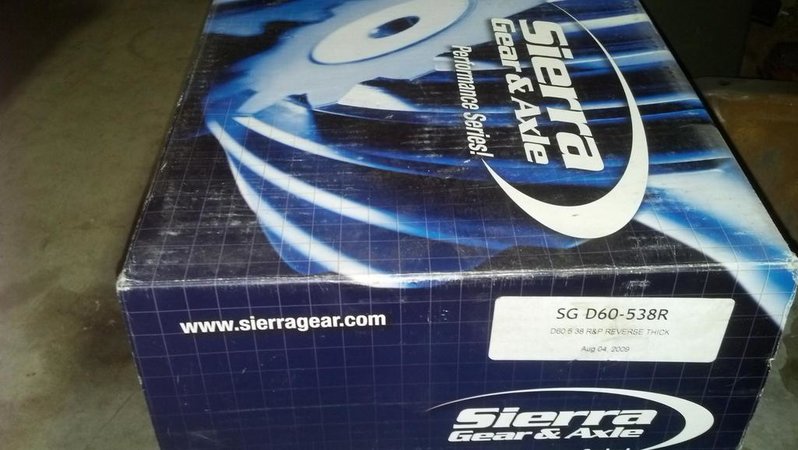 Sierra
Gear & Axle
Performance Series!
www.sierragear.com
SG D60-538R
D60 5.38 R&P REVERSE THICK
Aug 04, 2009
Sierra
Gear & Axle